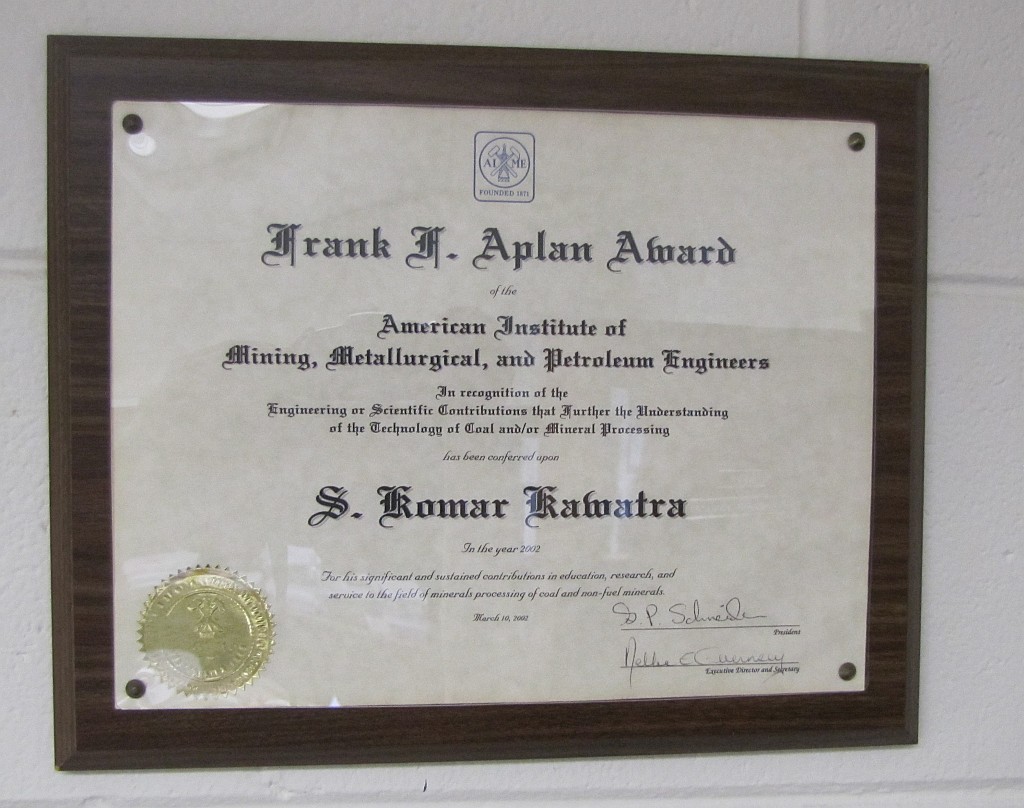 AIME
FOUNDED 1871
Frank F. Aplan Award
of the
American Institute of
Mining, Metallurgical, and Petroleum Engineers
In recognition of the
Engineering or Scientific Contributions that Further the Understanding
of the Technology of Coal and/or Mineral Processing
has been conferred upon
S. Komar Kawatra
In the year 2002
For his significant and sustained contributions in education, research, and
service to the field of minerals processing of coal and non-fuel minerals.
March 10, 2002
President
Executive Director and Secretary